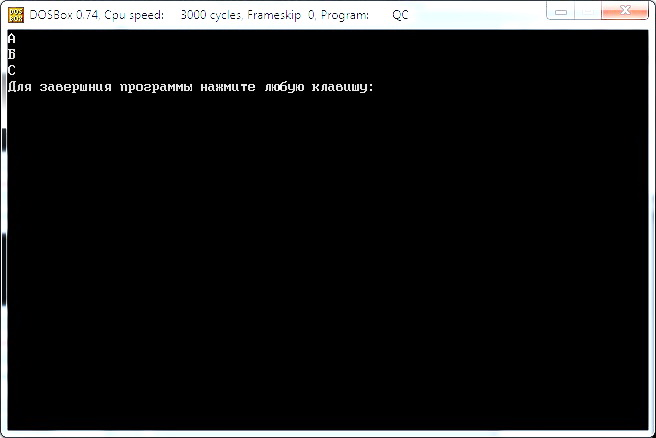 DOSBox 0.74, Cpu speed: 3000 cycles, Frameskip 0, Program: QC
А
Б
С
Для завершния программы нажмите любую клавишу: